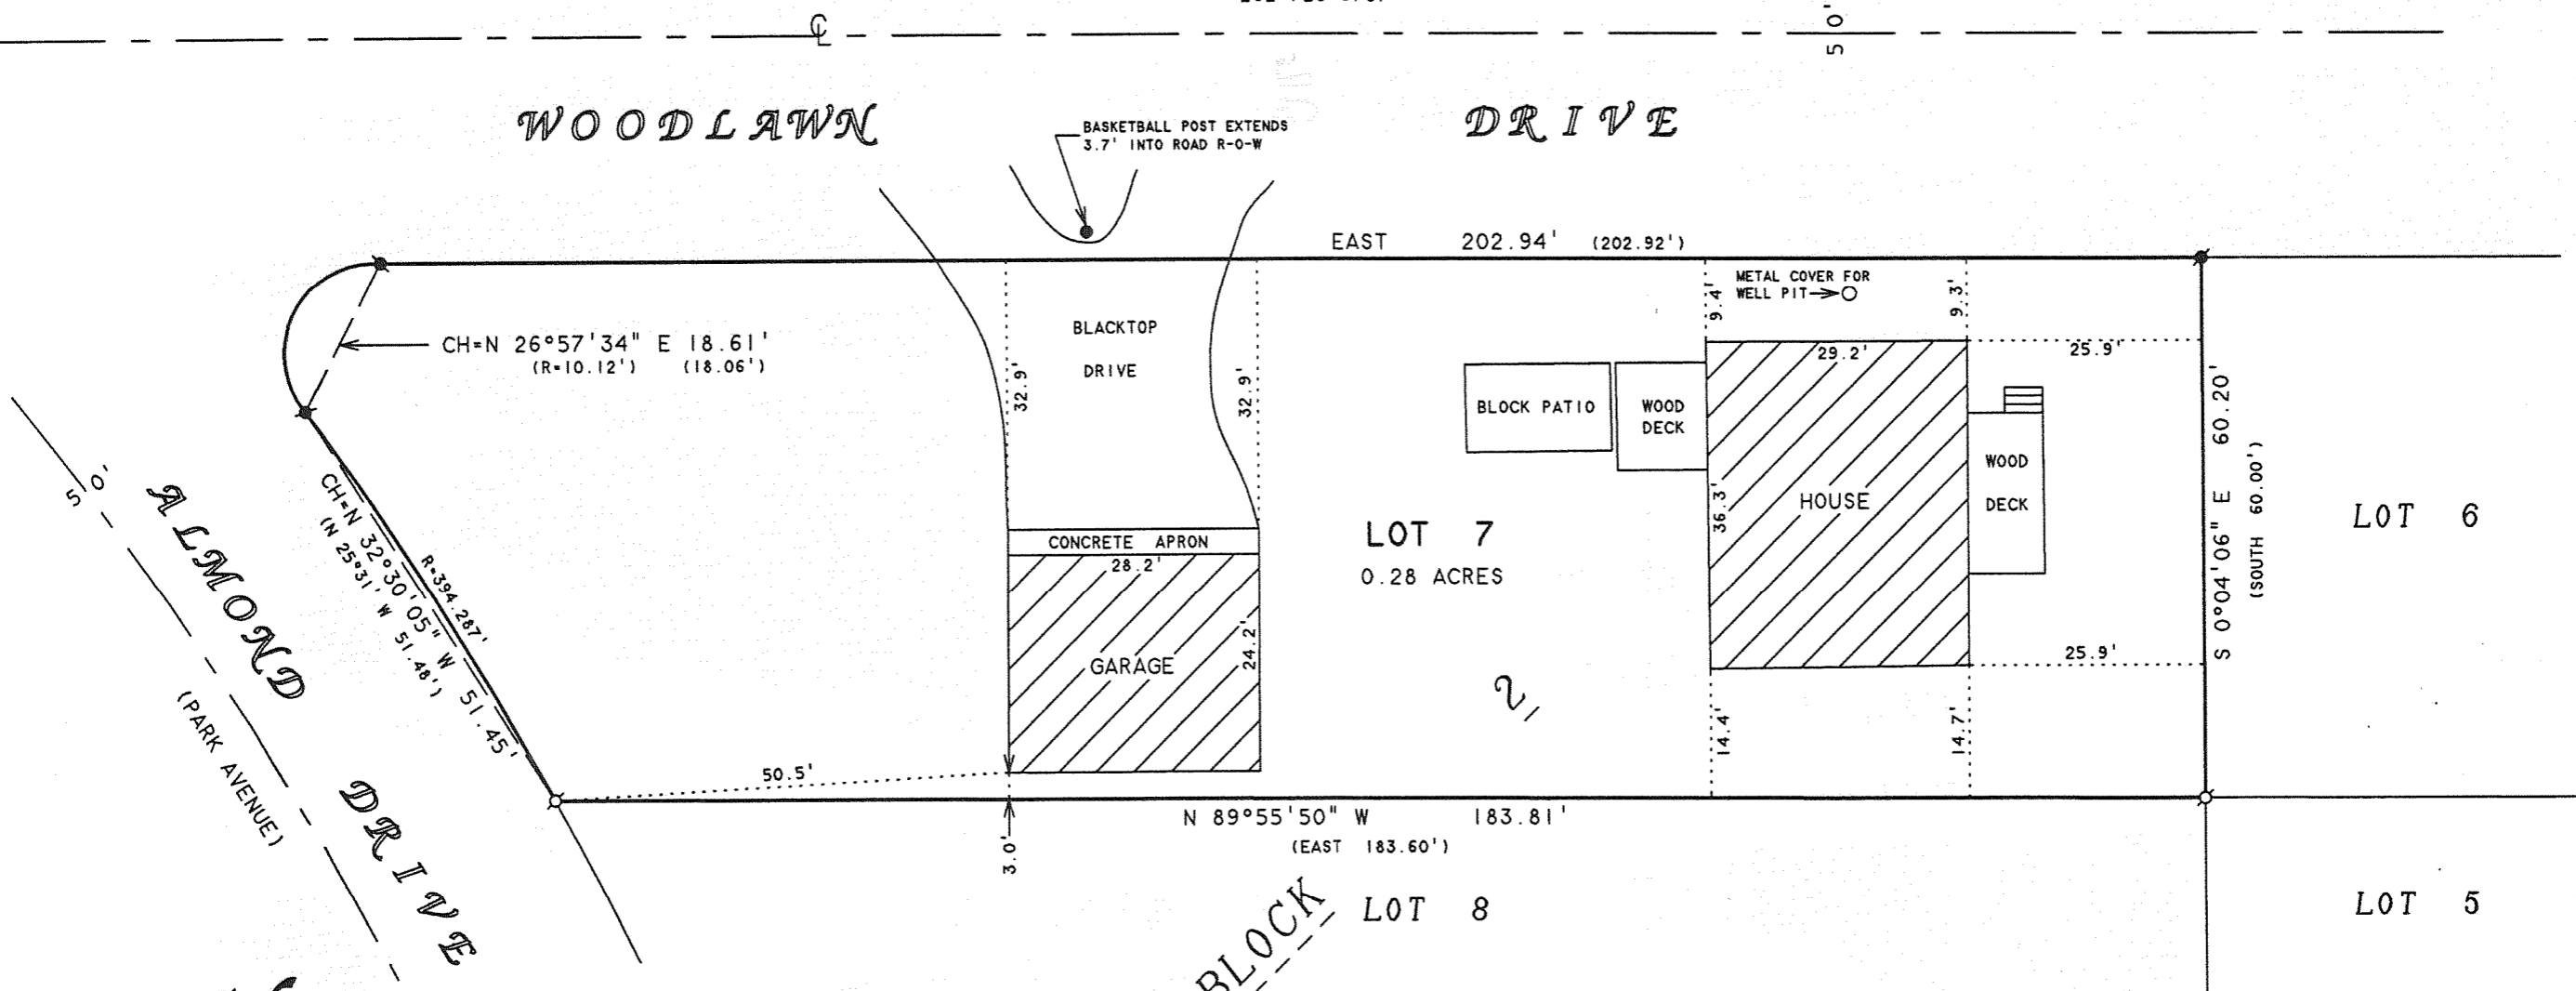 50'
WOODLAWN DRIVE
BASKETBALL POST EXTENDS
3.7' INTO ROAD R-O-W
EAST 202.94' (202.92')
METAL COVER FOR
WELL PIT
9.4'
9.3'
CH=N 26°57'34" E 18.61'
(R=10.12') (18.06')
BLACKTOP
DRIVE
32.9'
32.9'
29.2'
25.9'
BLOCK PATIO
WOOD
DECK
WOOD
DECK
HOUSE
36.3'
S 0°04'06" E 60.20'
(SOUTH 60.00')
LOT 6
50'
ALMOND DRIVE
(PARK AVENUE)
R=394.287'
CH=N 32°30'05" W 51.45'
(N 25°31' W 51.48')
CONCRETE APRON
28.2'
GARAGE
24.2'
LOT 7
0.28 ACRES
25.9'
14.4'
14.7'
2
50.5'
3.0'
N 89°55'50" W 183.81'
(EAST 183.60')
BLOCK
LOT 8
LOT 5